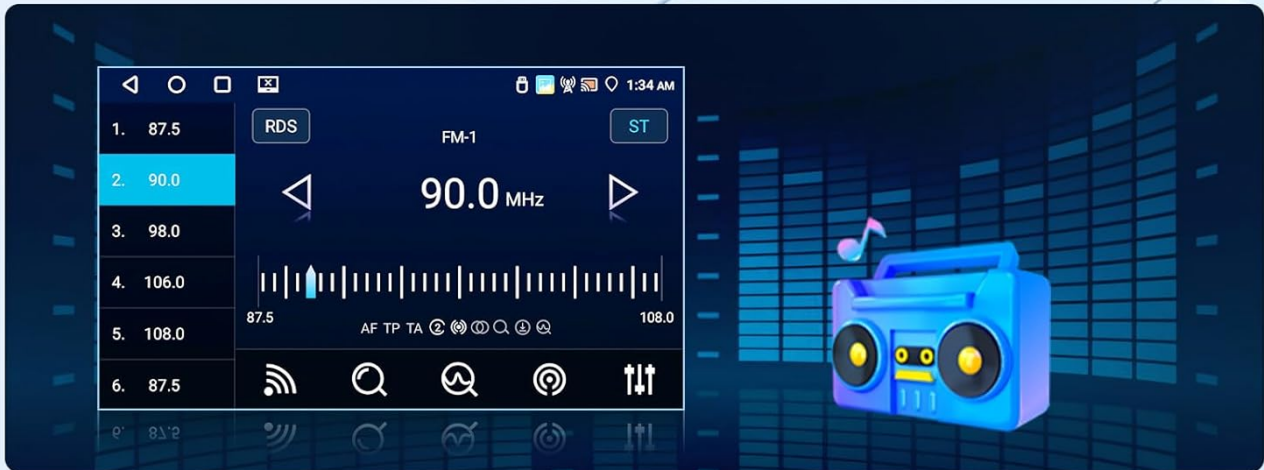 1:34 AM
1. 87.5
2. 90.0
3. 98.0
4. 106.0
5. 108.0
6. 87.5
RDS
FM-1
ST
90.0 MHz
87.5
108.0
AF TP TA 2